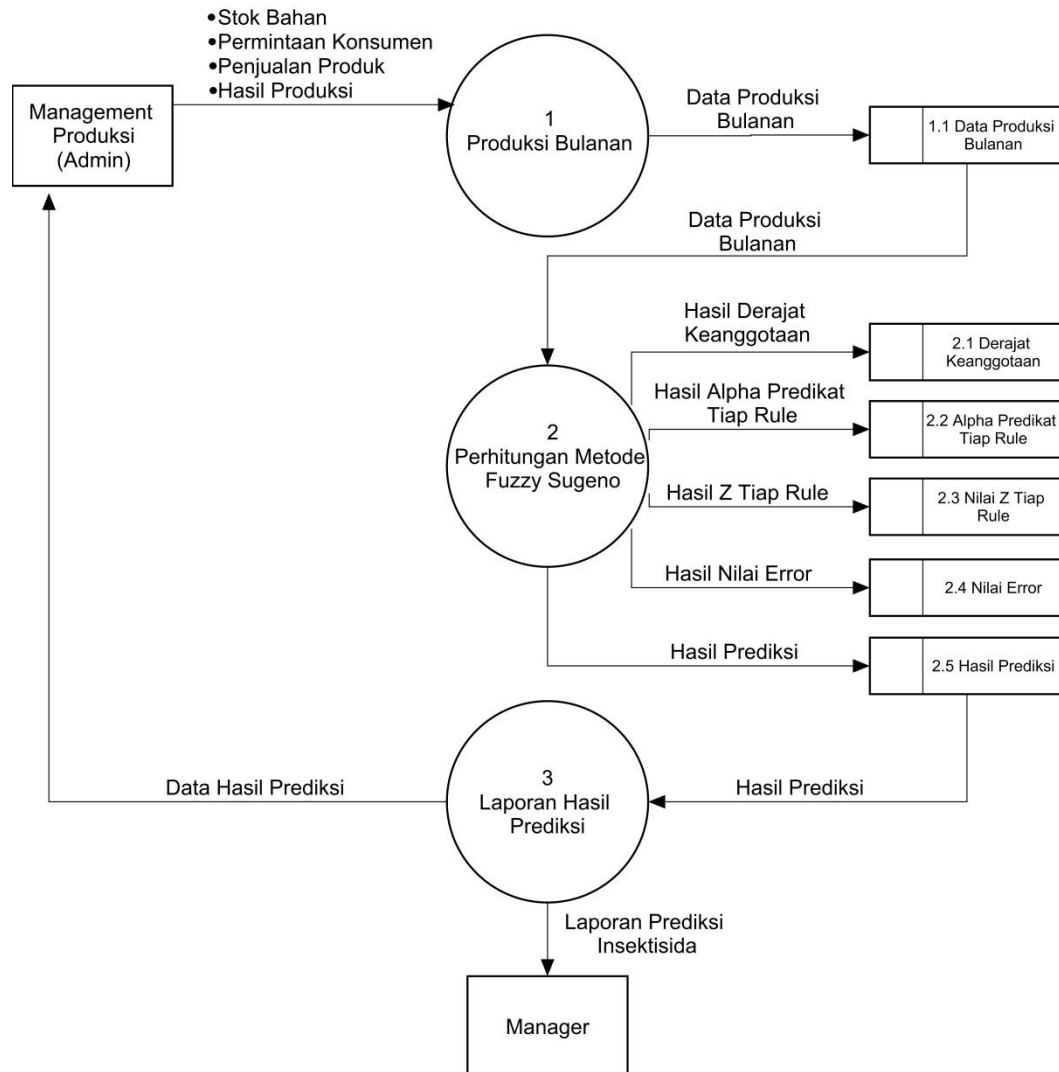 •Stok Bahan
•Permintaan Konsumen
•Penjualan Produk
•Hasil Produksi
Management
Produksi
(Admin)
1
Produksi Bulanan
Data Produksi
Bulanan
1.1 Data Produksi
Bulanan
Data Produksi
Bulanan
Hasil Derajat
Keanggotaan
2.1 Derajat
Keanggotaan
Hasil Alpha Predikat
Tiap Rule
2.2 Alpha Predikat
Tiap Rule
2
Perhitungan Metode
Fuzzy Sugeno
Hasil Z Tiap Rule
2.3 Nilai Z Tiap
Rule
Hasil Nilai Error
2.4 Nilai Error
Hasil Prediksi
2.5 Hasil Prediksi
3
Laporan Hasil
Prediksi
Data Hasil Prediksi
Hasil Prediksi
Laporan Prediksi
Insektisida
Manager